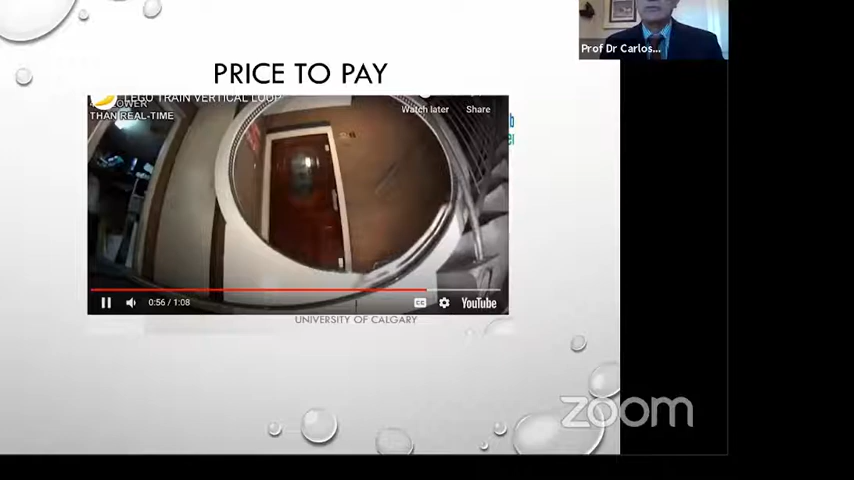 Prof Dr Carlos...
PRICE TO PAY
LEGO TRAIN VERTICAL LOOP
THAN REAL-TIME
Watch later
Share
0:56 / 1:08
CC
YouTube
UNIVERSITY OF CALGARY
zoom